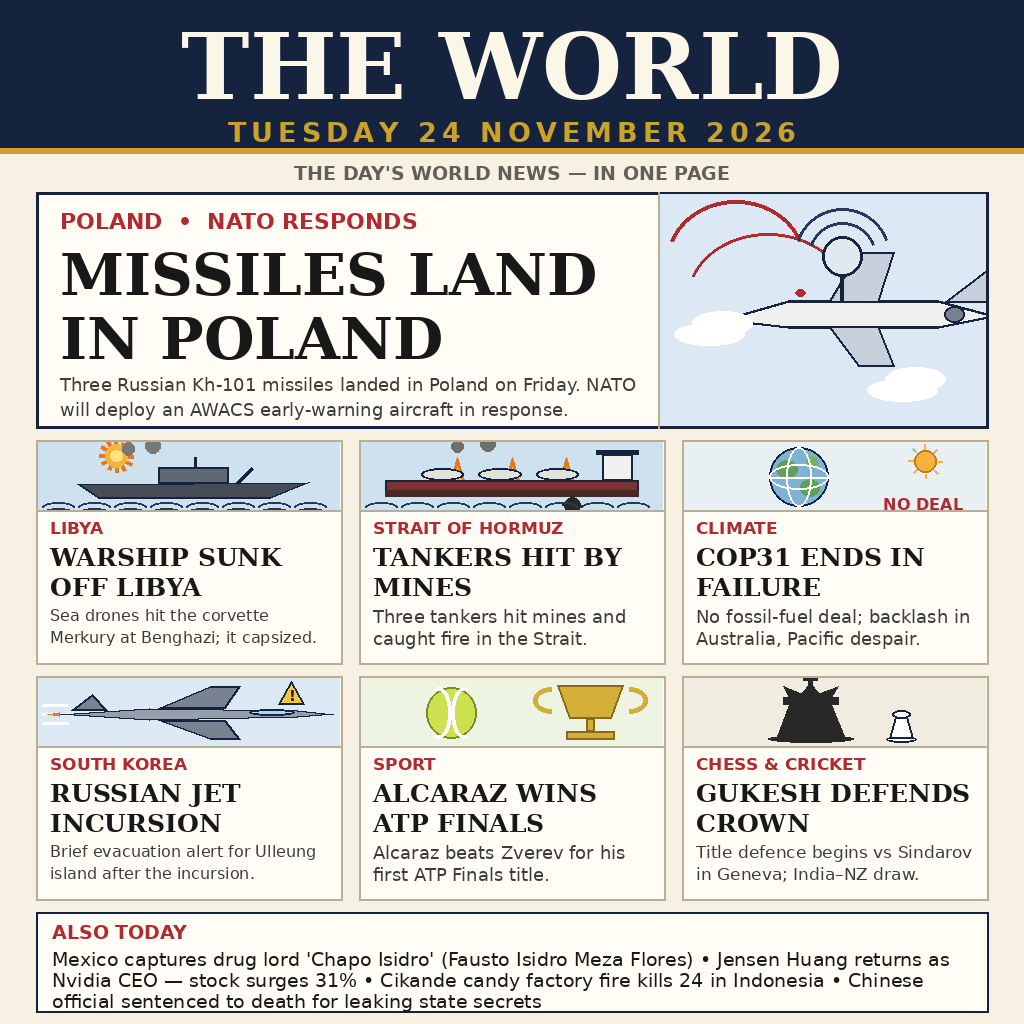 THE WORLD
TUESDAY 24 NOVEMBER 2026
THE DAY'S WORLD NEWS — IN ONE PAGE
POLAND • NATO RESPONDS
MISSILES LAND
IN POLAND
Three Russian Kh-101 missiles landed in Poland on Friday. NATO
will deploy an AWACS early-warning aircraft in response.
LIBYA
WARSHIP SUNK
OFF LIBYA
Sea drones hit the corvette
Merkury at Benghazi; it capsized.
STRAIT OF HORMUZ
TANKERS HIT BY
MINES
Three tankers hit mines and
caught fire in the Strait.
NO DEAL
CLIMATE
COP31 ENDS IN
FAILURE
No fossil-fuel deal; backlash in
Australia, Pacific despair.
!
SOUTH KOREA
RUSSIAN JET
INCURSION
Brief evacuation alert for Ulleung
island after the incursion.
SPORT
ALCARAZ WINS
ATP FINALS
Alcaraz beats Zverev for his
first ATP Finals title.
CHESS & CRICKET
GUKESH DEFENDS
CROWN
Title defence begins vs Sindarov
in Geneva; India–NZ draw.
ALSO TODAY
Mexico captures drug lord 'Chapo Isidro' (Fausto Isidro Meza Flores) • Jensen Huang returns as
Nvidia CEO — stock surges 31% • Cikande candy factory fire kills 24 in Indonesia • Chinese
official sentenced to death for leaking state secrets